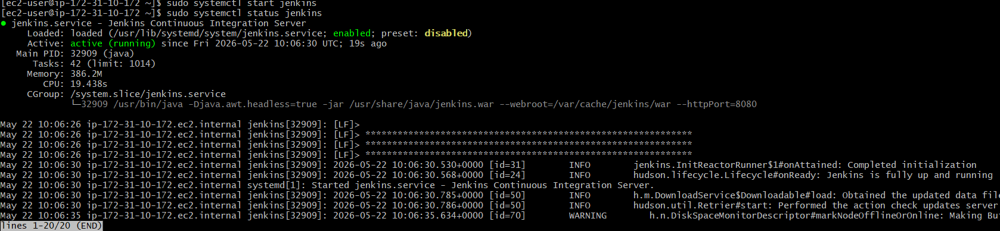 [ec2-user@ip-172-31-10-172 ~]$ sudo systemctl start jenkins
[ec2-user@ip-172-31-10-172 ~]$ sudo systemctl status jenkins
● jenkins.service - Jenkins Continuous Integration Server
     Loaded: loaded (/usr/lib/systemd/system/jenkins.service; enabled; preset: disabled)
     Active: active (running) since Fri 2026-05-22 10:06:30 UTC; 19s ago
   Main PID: 32909 (java)
      Tasks: 42 (limit: 1014)
     Memory: 386.2M
        CPU: 19.438s
     CGroup: /system.slice/jenkins.service
             └─32909 /usr/bin/java -Djava.awt.headless=true -jar /usr/share/java/jenkins.war --webroot=/var/cache/jenkins/war --httpPort=8080
May 22 10:06:26 ip-172-31-10-172.ec2.internal jenkins[32909]: [LF]>
May 22 10:06:26 ip-172-31-10-172.ec2.internal jenkins[32909]: [LF]> *************************************************************
May 22 10:06:26 ip-172-31-10-172.ec2.internal jenkins[32909]: [LF]> *************************************************************
May 22 10:06:26 ip-172-31-10-172.ec2.internal jenkins[32909]: [LF]> *************************************************************
May 22 10:06:30 ip-172-31-10-172.ec2.internal jenkins[32909]: 2026-05-22 10:06:30.530+0000 [id=31]        INFO        jenkins.InitReactorRunner$1#onAttained: Completed initialization
May 22 10:06:30 ip-172-31-10-172.ec2.internal jenkins[32909]: 2026-05-22 10:06:30.568+0000 [id=24]        INFO        hudson.lifecycle.Lifecycle#onReady: Jenkins is fully up and running
May 22 10:06:30 ip-172-31-10-172.ec2.internal systemd[1]: Started jenkins.service - Jenkins Continuous Integration Server.
May 22 10:06:30 ip-172-31-10-172.ec2.internal jenkins[32909]: 2026-05-22 10:06:30.785+0000 [id=50]        INFO        h.m.DownloadService$Downloadable#load: Obtained the updated data file
May 22 10:06:30 ip-172-31-10-172.ec2.internal jenkins[32909]: 2026-05-22 10:06:30.786+0000 [id=50]        INFO        hudson.util.Retrier#start: Performed the action check updates server
May 22 10:06:35 ip-172-31-10-172.ec2.internal jenkins[32909]: 2026-05-22 10:06:35.634+0000 [id=70]        WARNING        h.n.DiskSpaceMonitorDescriptor#markNodeOfflineOrOnline: Making Bu
lines 1-20/20 (END)